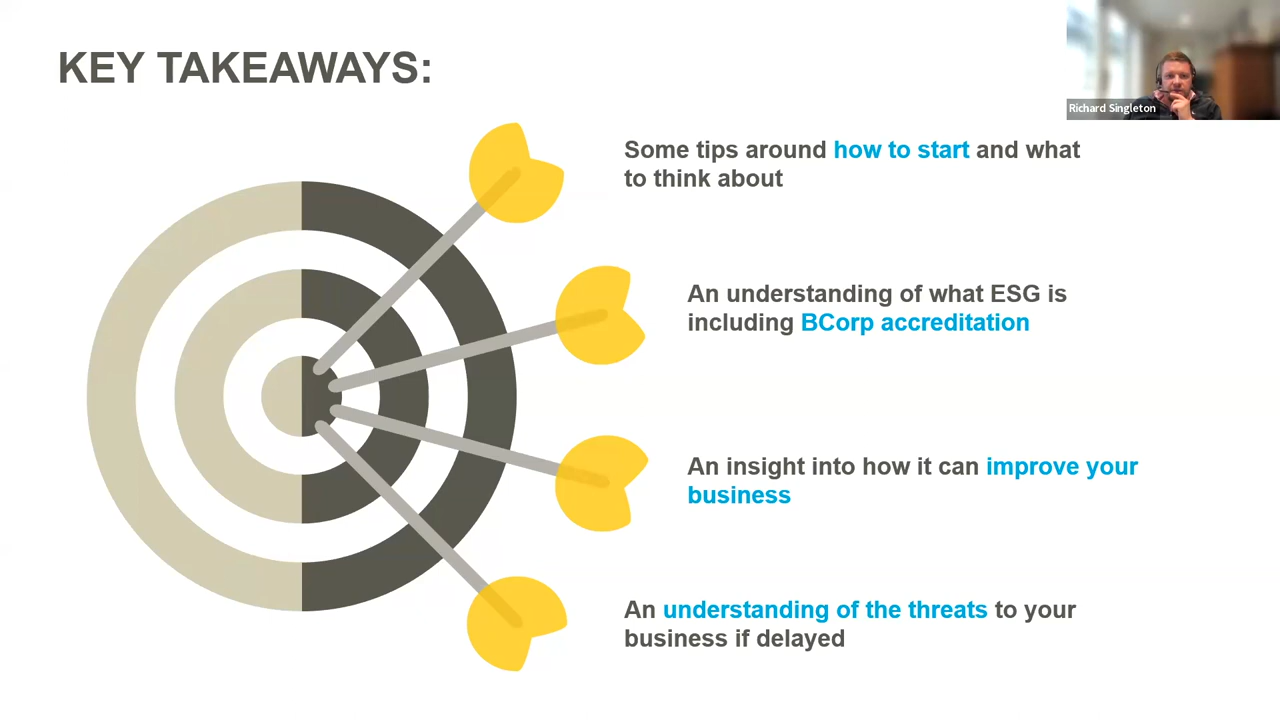 KEY TAKEAWAYS:
Richard Singleton
Some tips around how to start and what
to think about
An understanding of what ESG is
including BCorp accreditation
An insight into how it can improve your
business
An understanding of the threats to your
business if delayed